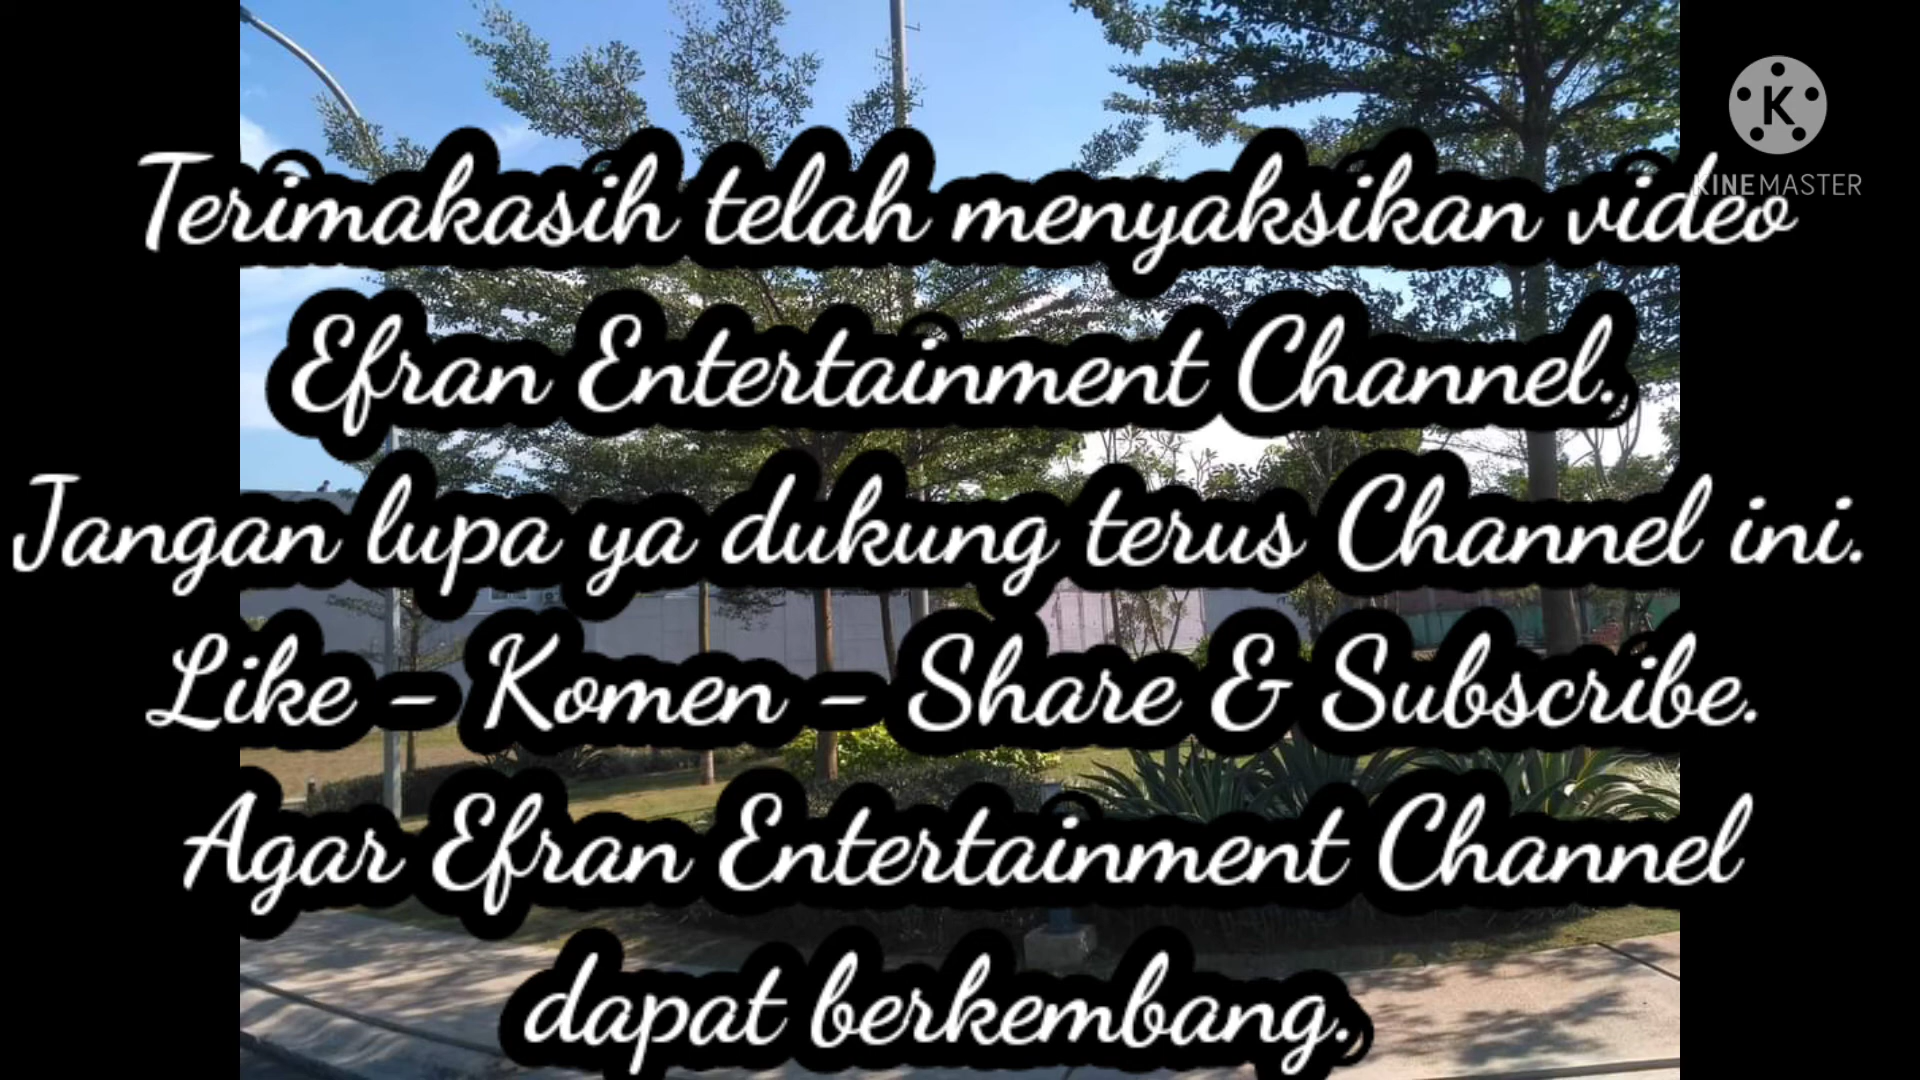 K
KINEMASTER
Terimakasih telah menyaksikan video
Efran Entertainment Channel.
Jangan lupa ya dukung terus Channel ini.
Like - Komen - Share & Subscribe.
Agar Efran Entertainment Channel
dapat berkembang.